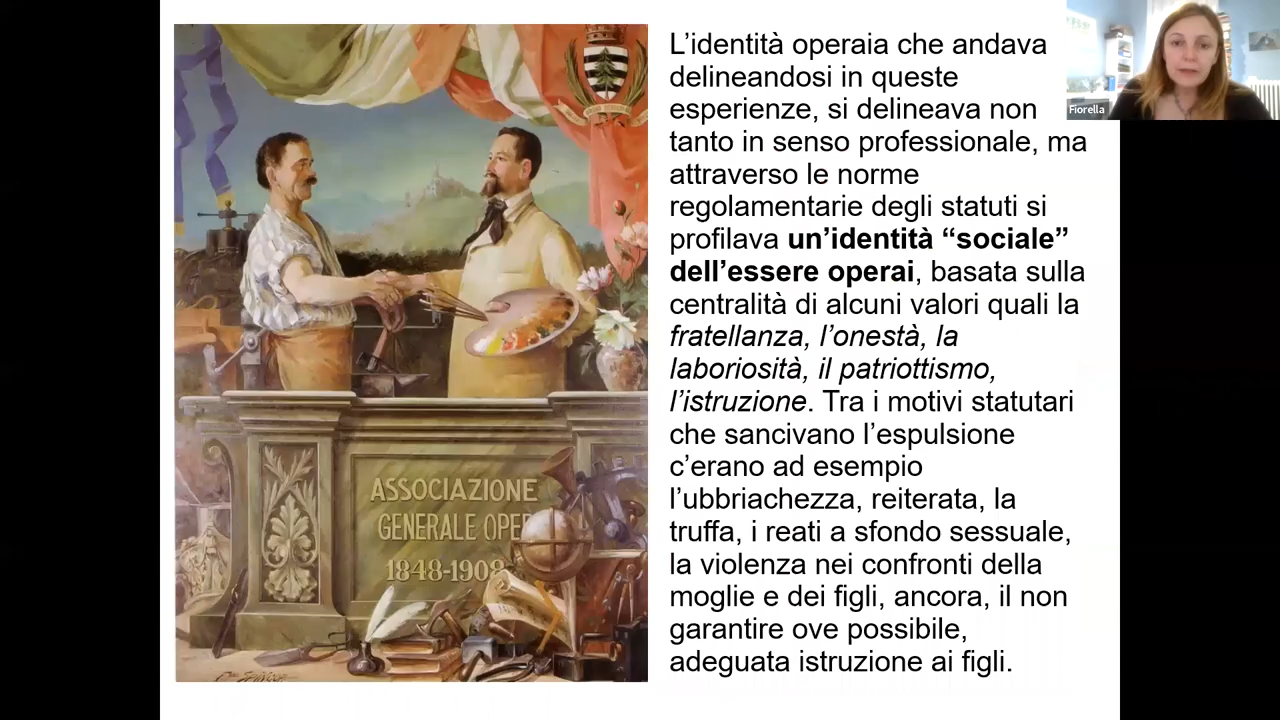 L’identità operaia che andava
delineandosi in queste
esperienze, si delineava non
tanto in senso professionale, ma
attraverso le norme
regolamentarie degli statuti si
profilava un’identità “sociale”
dell’essere operai, basata sulla
centralità di alcuni valori quali la
fratellanza, l’onestà, la
laboriosità, il patriottismo,
l’istruzione. Tra i motivi statutari
che sancivano l’espulsione
c’erano ad esempio
l’ubbriachezza, reiterata, la
truffa, i reati a sfondo sessuale,
la violenza nei confronti della
moglie e dei figli, ancora, il non
garantire ove possibile,
adeguata istruzione ai figli.
ASSOCIAZIONE
GENERALE OPE
1848-1908
Fiorella